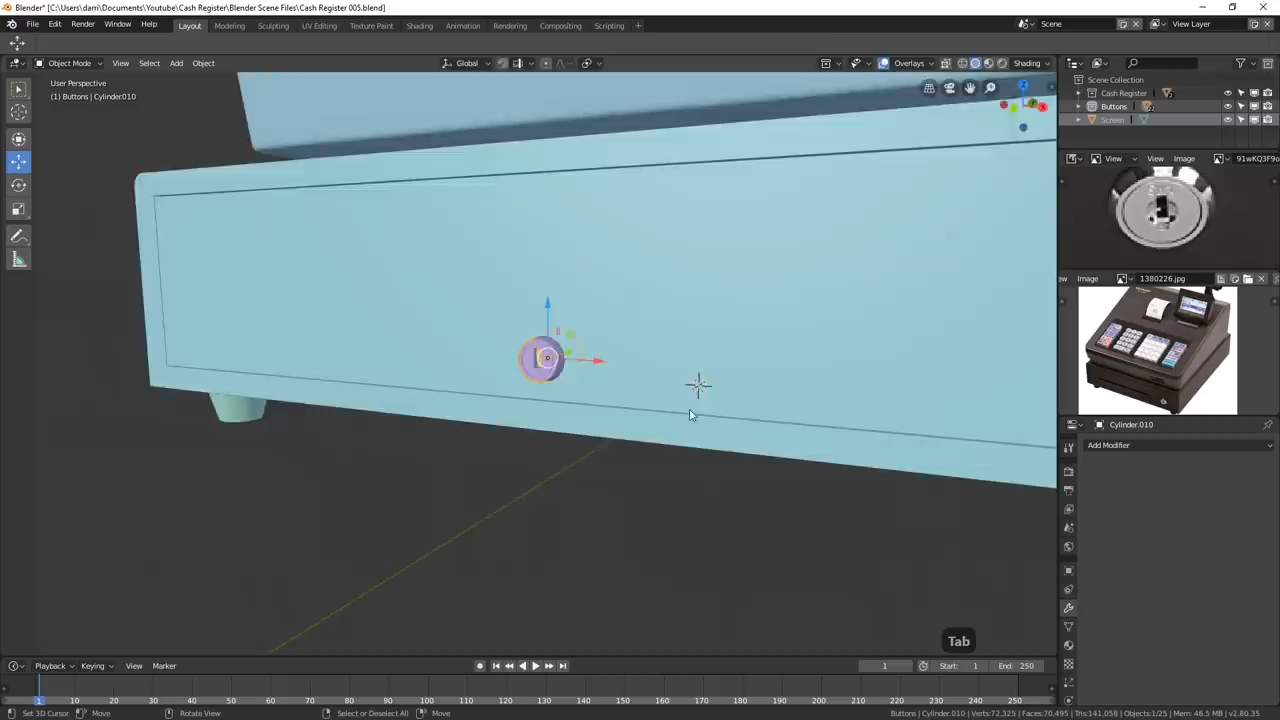 Blender* [C:\Users\darri\Documents\Youtube\Cash Register\Blender Scene Files\Cash Register 005.blend]
File Edit Render Window Help Layout Modeling Sculpting UV Editing Texture Paint Shading Animation Rendering Compositing Scripting + Scene View Layer
Object Mode View Select Add Object Global Overlays Shading
User Perspective
(1) Buttons | Cylinder.010
Scene Collection
Cash Register
Buttons
Screen
View View Image 91wKQ3F9o
ew Image 1380226.jpg
Cylinder.010
Add Modifier
Tab
Playback Keying View Marker 1 Start: 1 End: 250
1 10 20 30 40 50 60 70 80 90 100 110 120 130 140 150 160 170 180 190 200 210 220 230 240 250
Set 3D Cursor Move Rotate View Select or Deselect All Move Buttons | Cylinder.010 | Verts:72,325 | Faces:70,495 | Tris:141,058 | Objects:1/25 | Mem: 46.5 MB | v2.80.35